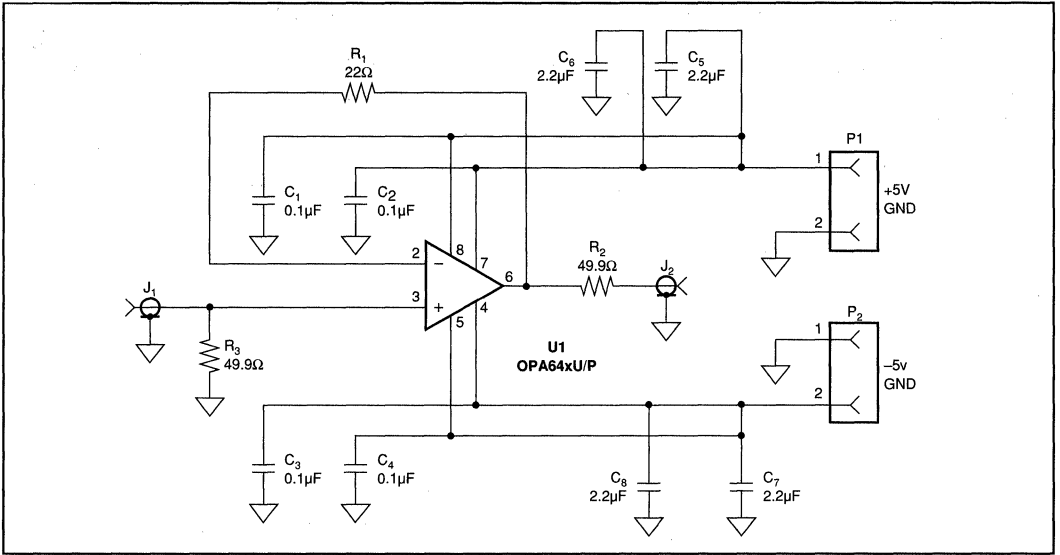 R1
22Ω
C6
2.2µF
C5
2.2µF
P1
1
+5V
GND
2
C1
0.1µF
C2
0.1µF
2
8
7
–
R2
49.9Ω
J2
6
J1
3
+
4
5
R3
49.9Ω
U1
OPA64xU/P
P2
1
–5v
GND
2
C3
0.1µF
C4
0.1µF
C8
2.2µF
C7
2.2µF